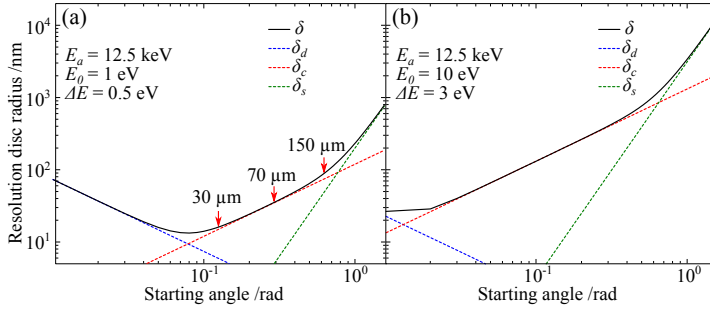 (a)
E_a = 12.5 keV
E_0 = 1 eV
ΔE = 0.5 eV
δ
δ_d
δ_c
δ_s
30 µm
70 µm
150 µm
(b)
E_a = 12.5 keV
E_0 = 10 eV
ΔE = 3 eV
δ
δ_d
δ_c
δ_s
Resolution disc radius /nm
10^4
10^3
10^2
10^1
10^-1
10^0
10^-1
10^0
Starting angle /rad
Starting angle /rad